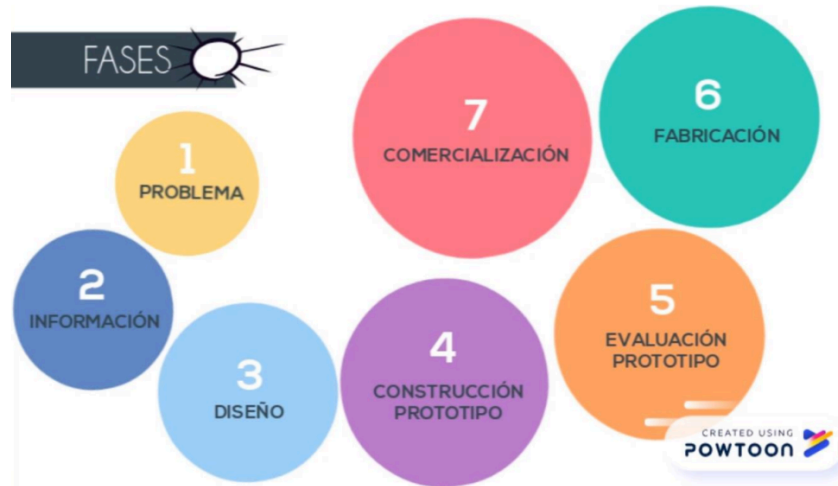 FASES
1
PROBLEMA
2
INFORMACIÓN
3
DISEÑO
4
CONSTRUCCIÓN
PROTOTIPO
5
EVALUACIÓN
PROTOTIPO
6
FABRICACIÓN
7
COMERCIALIZACIÓN
CREATED USING
POWTOON